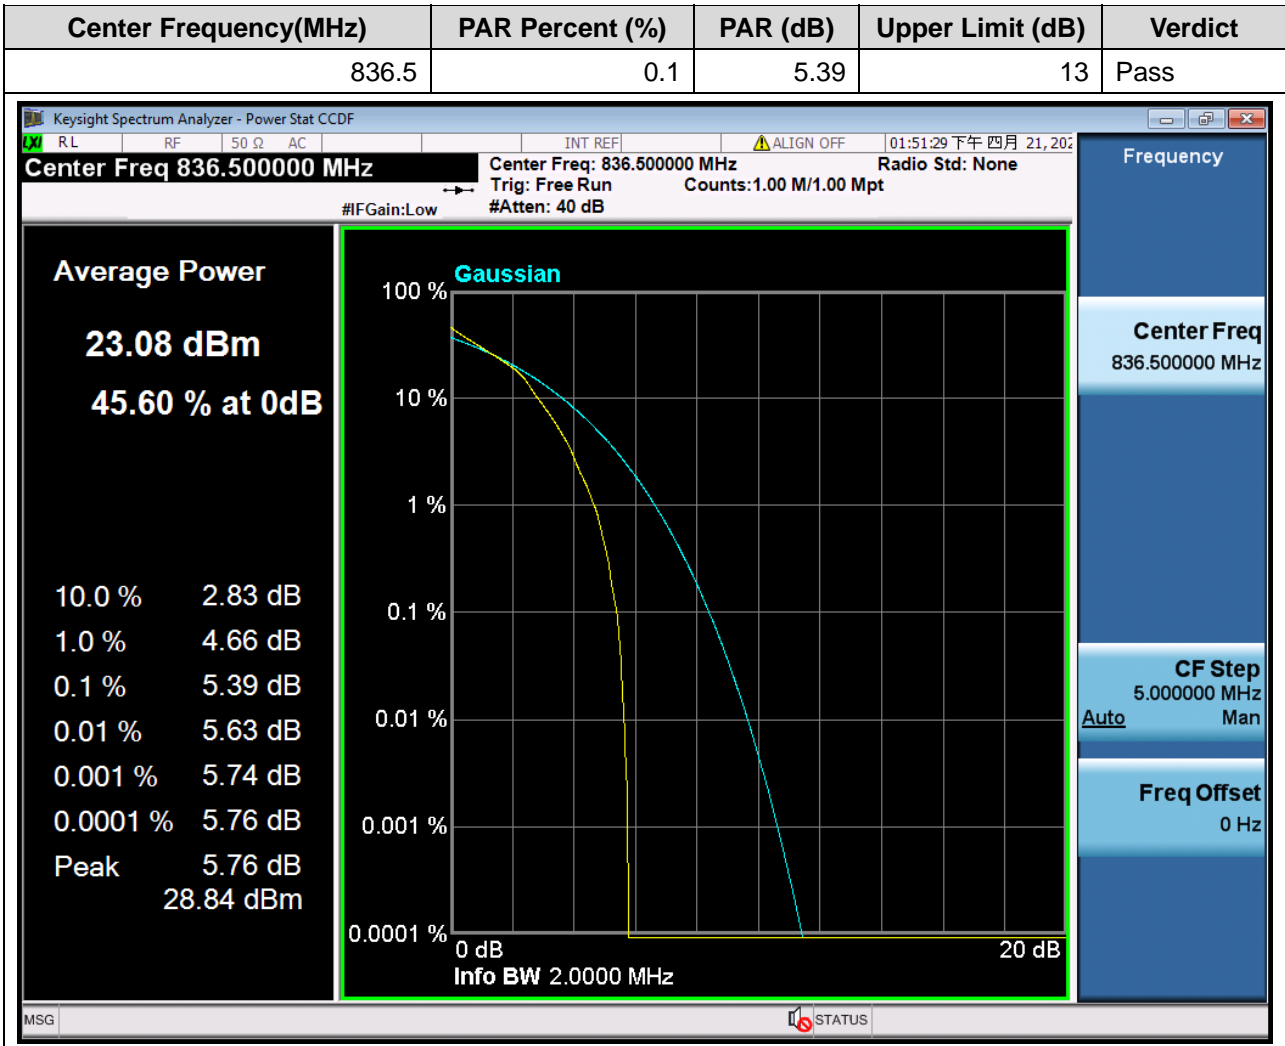 Center Frequency(MHz) PAR Percent (%) PAR (dB) Upper Limit (dB) Verdict
836.5 0.1 5.39 13 Pass
Keysight Spectrum Analyzer - Power Stat CCDF
LXI RL RF 50 Ω AC INT REF ALIGN OFF 01:51:29 下午 四月 21, 202
Center Freq 836.500000 MHz
Center Freq: 836.500000 MHz Radio Std: None
Trig: Free Run Counts:1.00 M/1.00 Mpt
#IFGain:Low #Atten: 40 dB
Average Power
23.08 dBm
45.60 % at 0dB
10.0 % 2.83 dB
1.0 % 4.66 dB
0.1 % 5.39 dB
0.01 % 5.63 dB
0.001 % 5.74 dB
0.0001 % 5.76 dB
Peak 5.76 dB
28.84 dBm
Gaussian
100 %
10 %
1 %
0.1 %
0.01 %
0.001 %
0.0001 %
0 dB 20 dB
Info BW 2.0000 MHz
Frequency
Center Freq
836.500000 MHz
CF Step
5.000000 MHz
Auto Man
Freq Offset
0 Hz
MSG STATUS